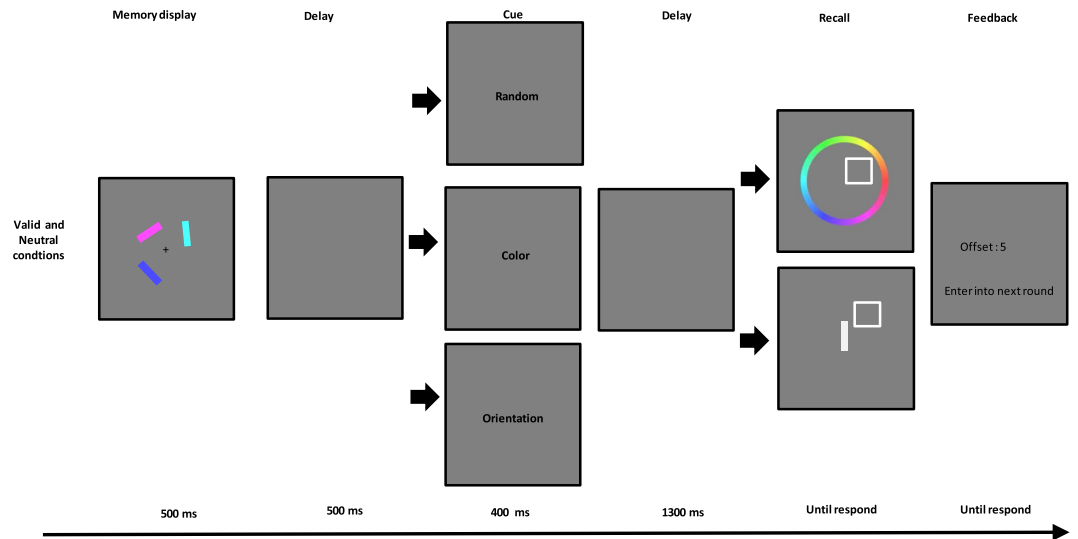 Memory display
Delay
Cue
Delay
Recall
Feedback
Random
Valid and
Neutral
condtions
Color
Offset : 5
Enter into next round
Orientation
500 ms
500 ms
400 ms
1300 ms
Until respond
Until respond